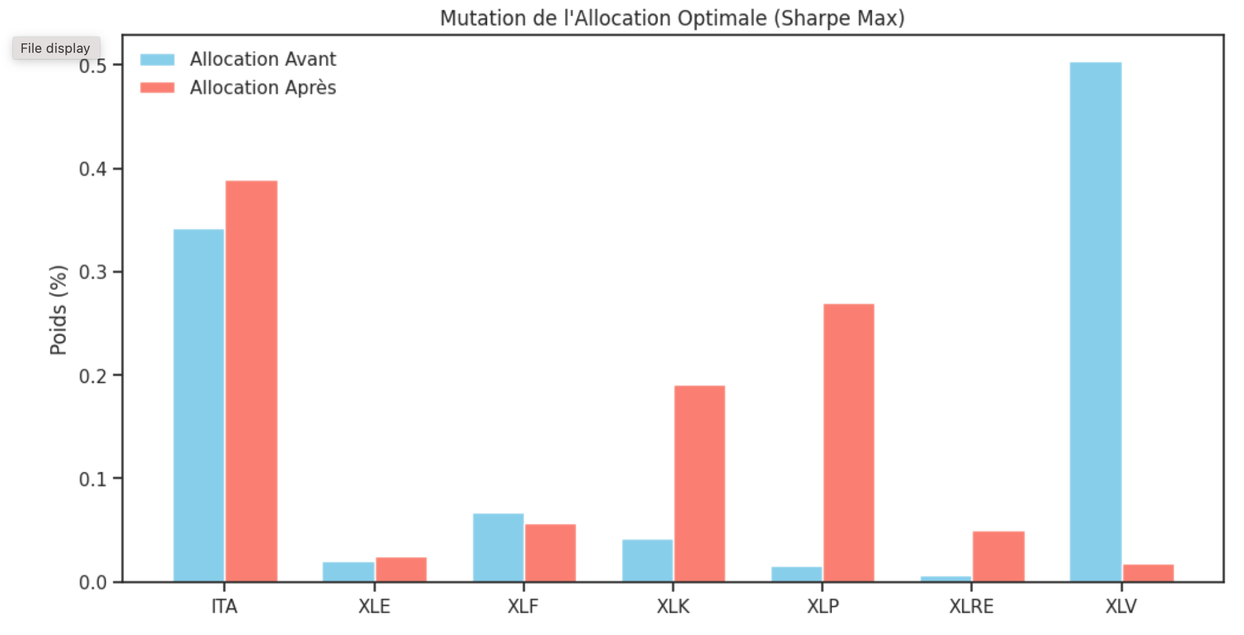 Mutation de l'Allocation Optimale (Sharpe Max)
File display
Allocation Avant
Allocation Après
Poids (%)
0.5
0.4
0.3
0.2
0.1
0.0
ITA XLE XLF XLK XLP XLRE XLV